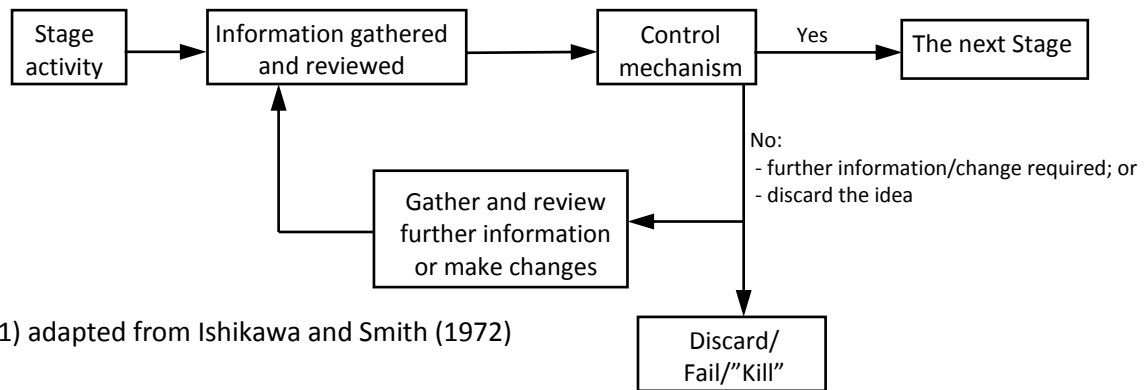 Stage
activity
Information gathered
and reviewed
Control
mechanism
Yes
The next Stage
No:
- further information/change required; or
- discard the idea
Gather and review
further information
or make changes
1) adapted from Ishikawa and Smith (1972)
Discard/
Fail/”Kill”